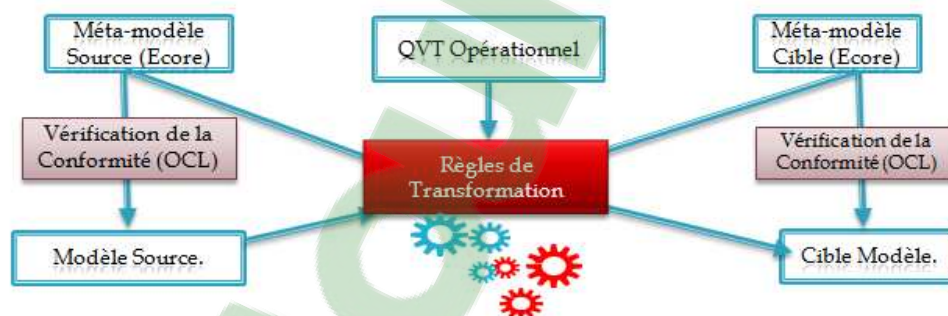 Méta-modèle
Source (Ecore)
QVT Opérationnel
Méta-modèle
Cible (Ecore)
Vérification de la
Conformité (OCL)
Règles de
Transformation
Vérification de la
Conformité (OCL)
Modèle Source.
Cible Modèle.